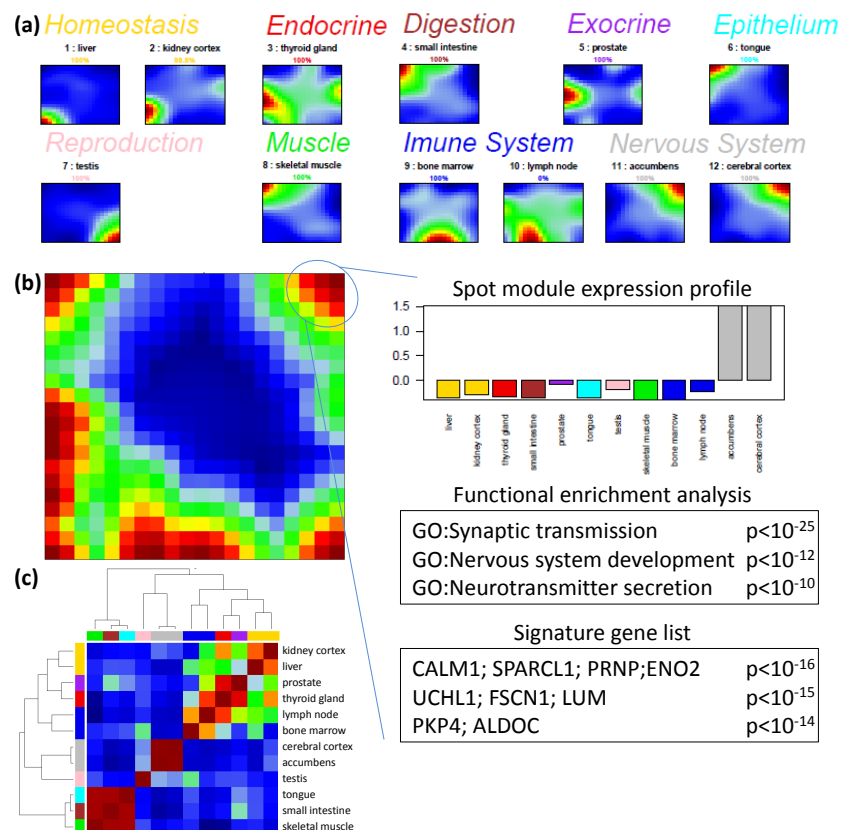 (a)
Homeostasis Endocrine Digestion Exocrine Epithelium
1 : liver 2 : kidney cortex 3 : thyroid gland 4 : small intestine 5 : prostate 6 : tongue
100% 99.8% 100% 100% 100% 100%
Reproduction Muscle Imune System Nervous System
7 : testis 8 : skeletal muscle 9 : bone marrow 10 : lymph node 11 : accumbens 12 : cerebral cortex
100% 100% 100% 0% 100% 100%
(b)
Spot module expression profile
1.5
1.0
0.5
0.0
liver
kidney cortex
thyroid gland
small intestine
prostate
tongue
testis
skeletal muscle
bone marrow
lymph node
accumbens
cerebral cortex
Functional enrichment analysis
GO:Synaptic transmission p<10-25
GO:Nervous system development p<10-12
GO:Neurotransmitter secretion p<10-10
Signature gene list
CALM1; SPARCL1; PRNP;ENO2 p<10-16
UCHL1; FSCN1; LUM p<10-15
PKP4; ALDOC p<10-14
(c)
kidney cortex
liver
prostate
thyroid gland
lymph node
bone marrow
cerebral cortex
accumbens
testis
tongue
small intestine
skeletal muscle